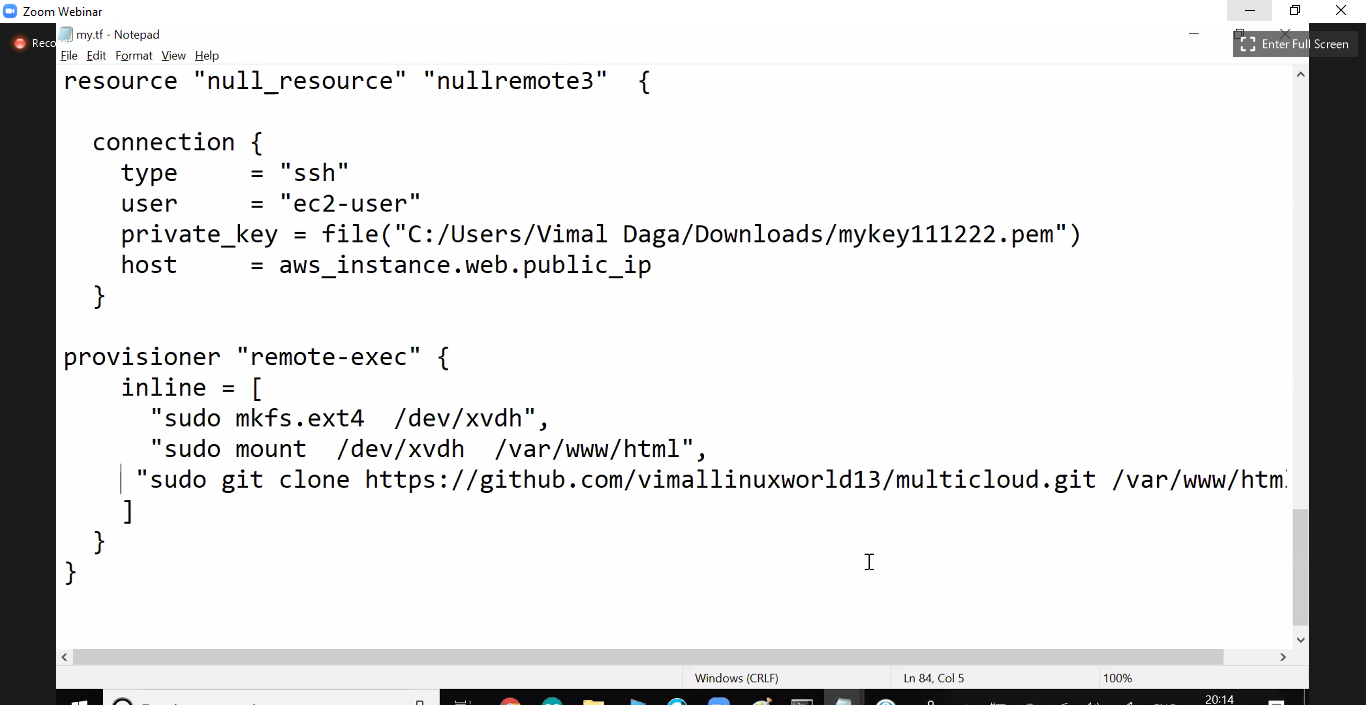 Zoom Webinar
Reco
my.tf - Notepad
Enter Full Screen
File Edit Format View Help
resource "null_resource" "nullremote3"  {
  connection {
    type     = "ssh"
    user     = "ec2-user"
    private_key = file("C:/Users/Vimal Daga/Downloads/mykey111222.pem")
    host     = aws_instance.web.public_ip
  }
provisioner "remote-exec" {
    inline = [
      "sudo mkfs.ext4  /dev/xvdh",
      "sudo mount  /dev/xvdh  /var/www/html",
     "sudo git clone https://github.com/vimallinuxworld13/multicloud.git /var/www/htm
    ]
  }
}
Windows (CRLF) Ln 84, Col 5 100%
20:14